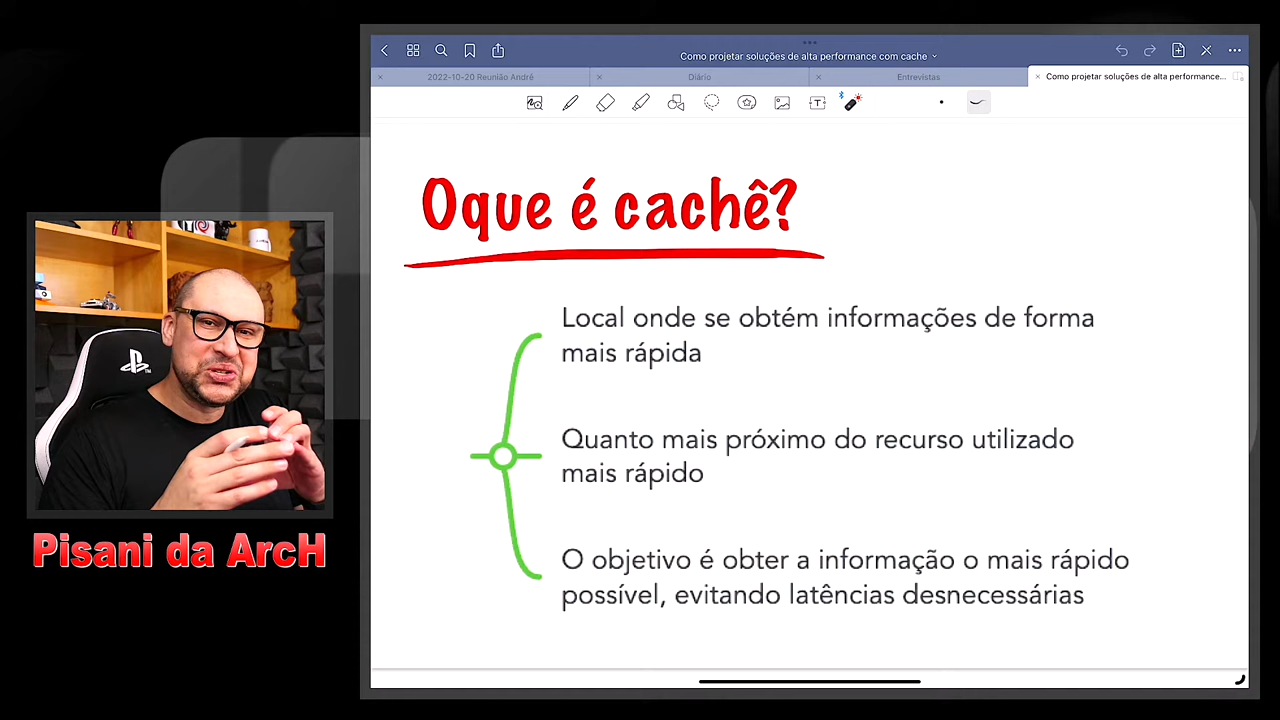 Como projetar soluções de alta performance com cache
2022-10-20 Reunião André
Diário
Entrevistas
Como projetar soluções de alta performance...
Oque é cachê?
Local onde se obtém informações de forma
mais rápida
Quanto mais próximo do recurso utilizado
mais rápido
O objetivo é obter a informação o mais rápido
possível, evitando latências desnecessárias
Pisani da ArcH